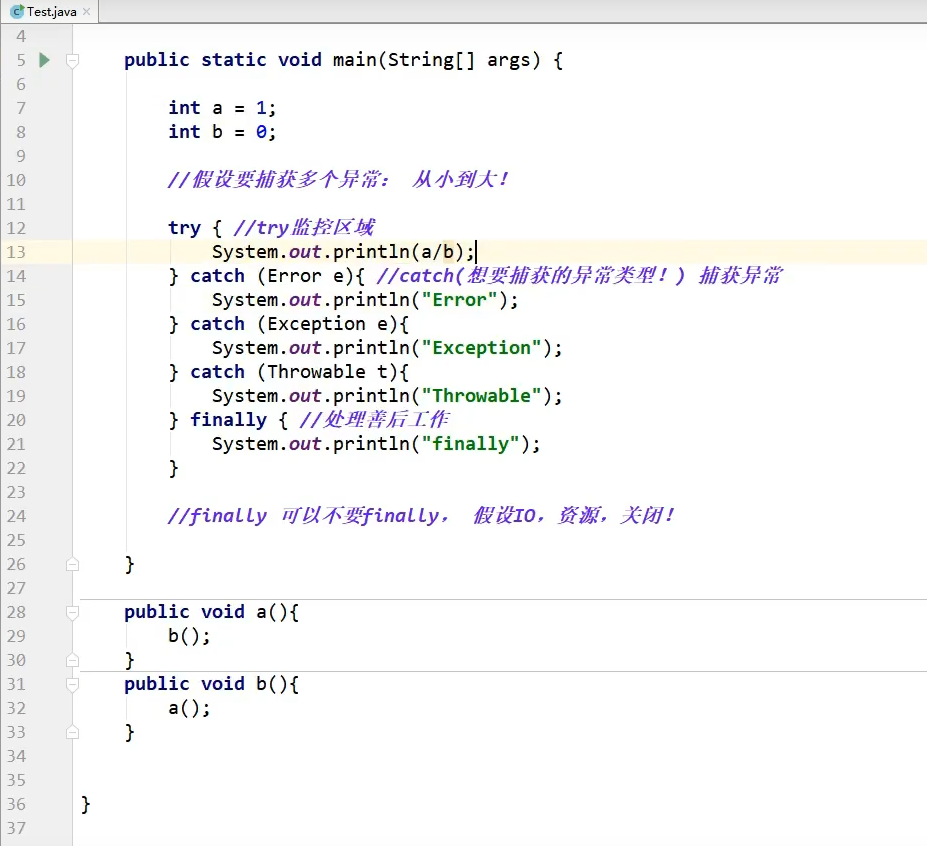 Test.java
4
5 public static void main(String[] args) {
6
7 int a = 1;
8 int b = 0;
9
10 //假设要捕获多个异常： 从小到大！
11
12 try { //try监控区域
13 System.out.println(a/b);
14 } catch (Error e){ //catch(想要捕获的异常类型！) 捕获异常
15 System.out.println("Error");
16 } catch (Exception e){
17 System.out.println("Exception");
18 } catch (Throwable t){
19 System.out.println("Throwable");
20 } finally { //处理善后工作
21 System.out.println("finally");
22 }
23
24 //finally 可以不要finally， 假设IO，资源，关闭！
25
26 }
27
28 public void a(){
29 b();
30 }
31 public void b(){
32 a();
33 }
34
35
36 }
37